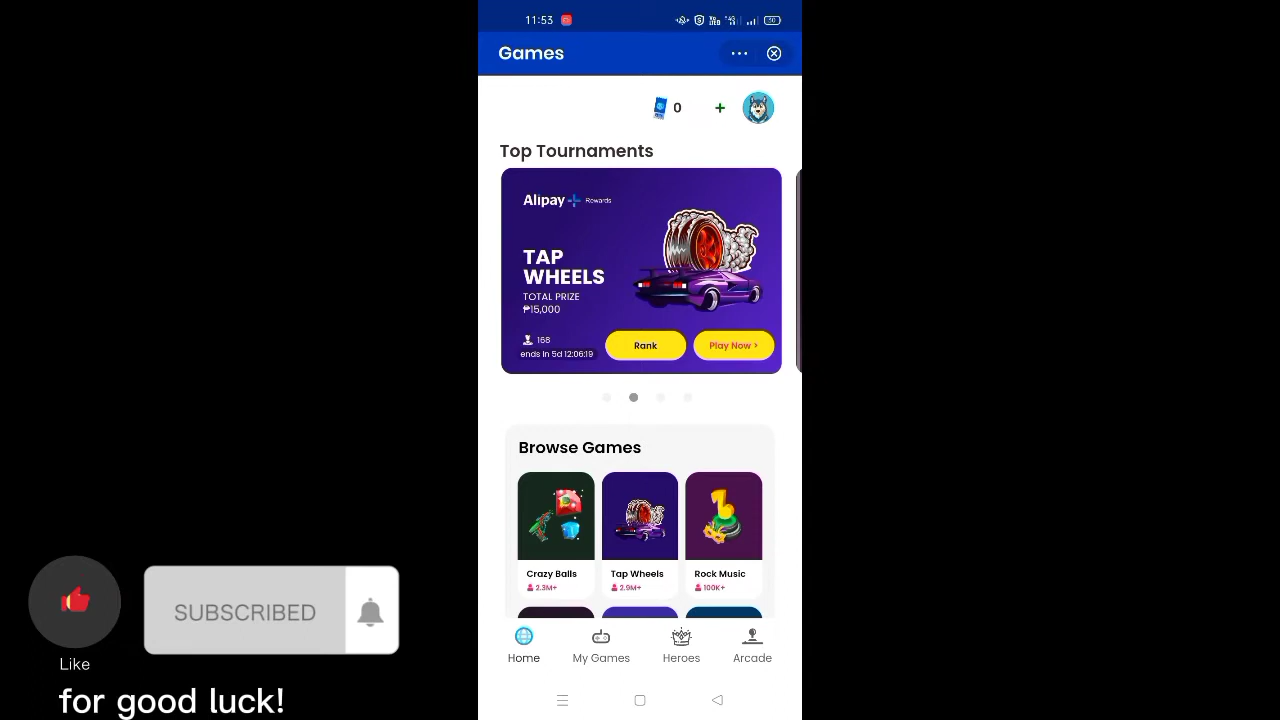 11:53
30
Games
0
Top Tournaments
Alipay+ Rewards
TAP
WHEELS
TOTAL PRIZE
₱15,000
168
ends in 5d 12:06:19
Rank
Play Now >
Browse Games
Crazy Balls
2.3M+
Tap Wheels
2.9M+
Rock Music
100K+
Home
My Games
Heroes
Arcade
SUBSCRIBED
Like
for good luck!